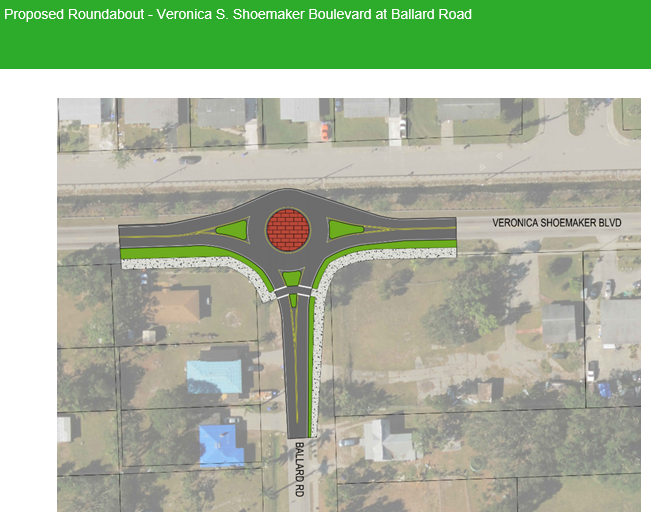 Proposed Roundabout - Veronica S. Shoemaker Boulevard at Ballard Road
VERONICA SHOEMAKER BLVD
BALLARD RD